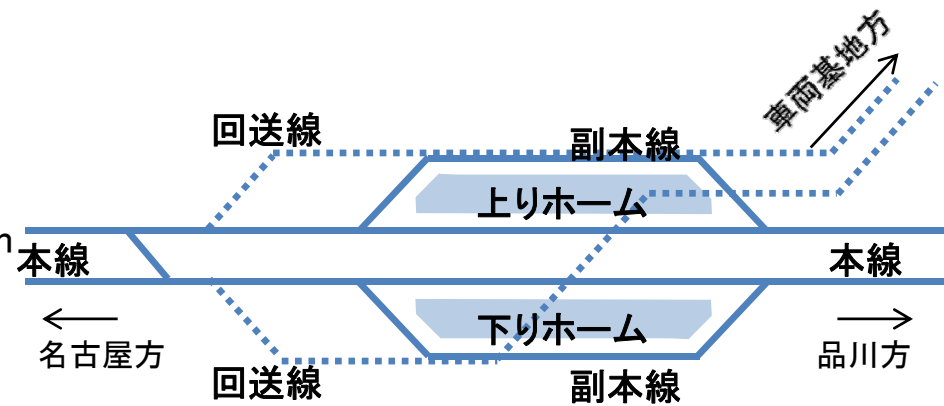 車両基地方
回送線
副本線
上りホーム
n
本線
本線
下りホーム
名古屋方
品川方
回送線
副本線